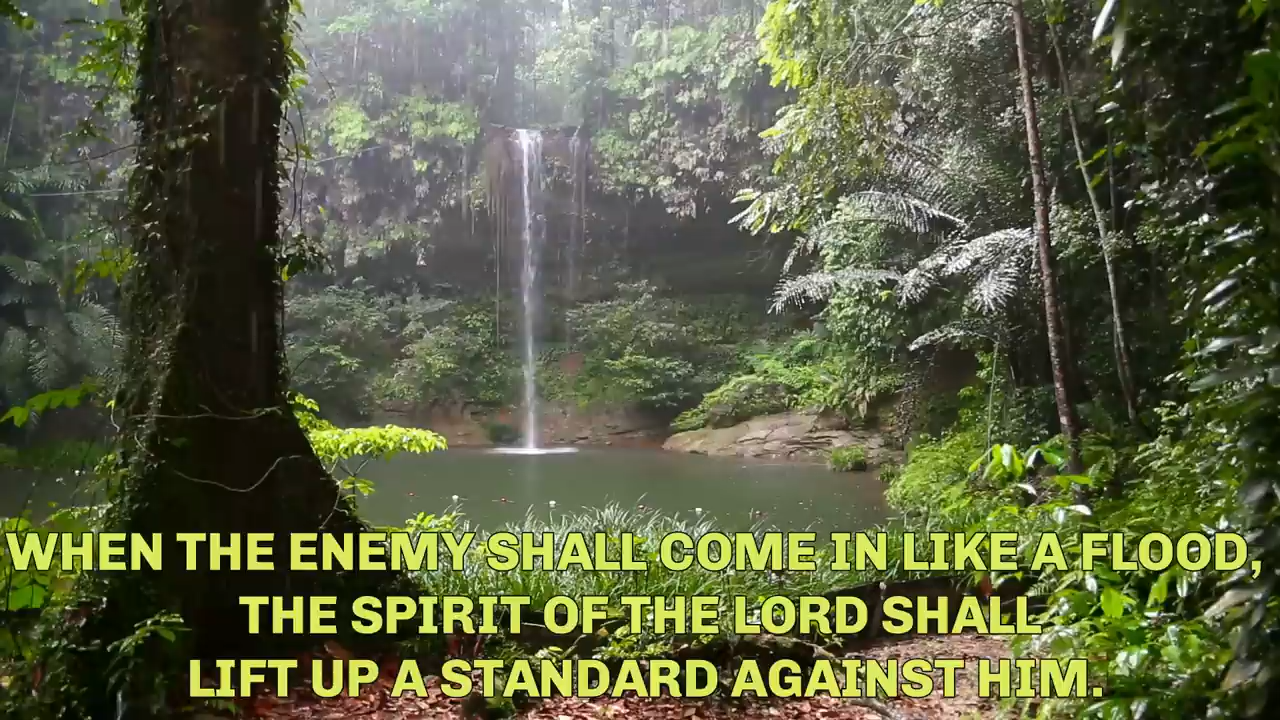 WHEN THE ENEMY SHALL COME IN LIKE A FLOOD,
THE SPIRIT OF THE LORD SHALL
LIFT UP A STANDARD AGAINST HIM.